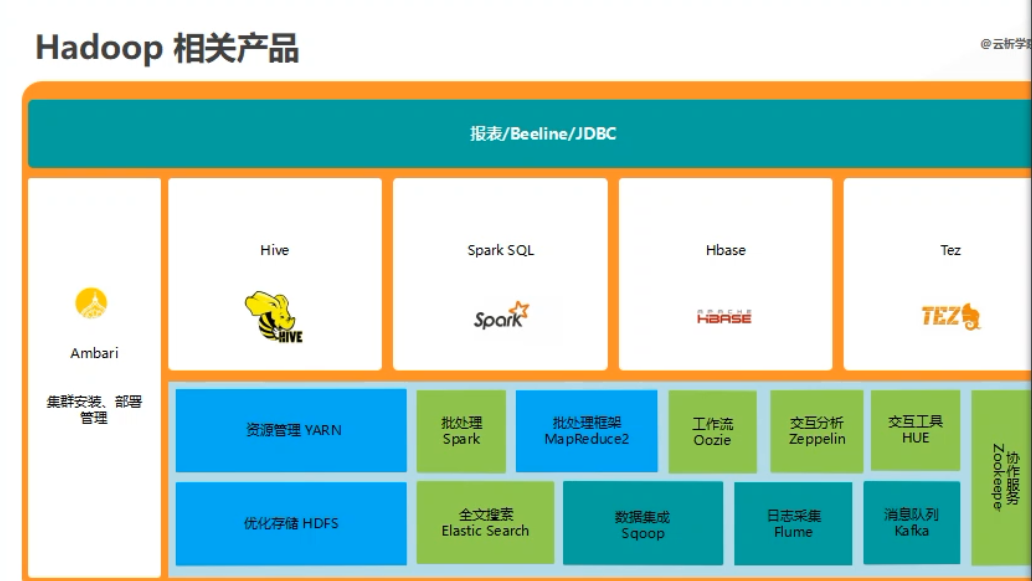 Hadoop 相关产品
@云析学
报表/Beeline/JDBC
Hive
HIVE
Spark SQL
Spark
Hbase
APACHE
HBASE
Tez
TEZ
Ambari
集群安装、部署
管理
资源管理 YARN
批处理
Spark
批处理框架
MapReduce2
工作流
Oozie
交互分析
Zeppelin
交互工具
HUE
协作服务
Zookeepe
优化存储 HDFS
全文搜索
Elastic Search
数据集成
Sqoop
日志采集
Flume
消息队列
Kafka